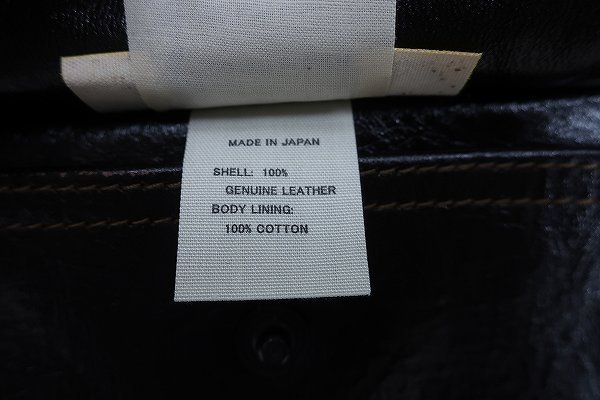 MADE IN JAPAN
SHELL: 100%
GENUINE LEATHER
BODY LINING:
100% COTTON